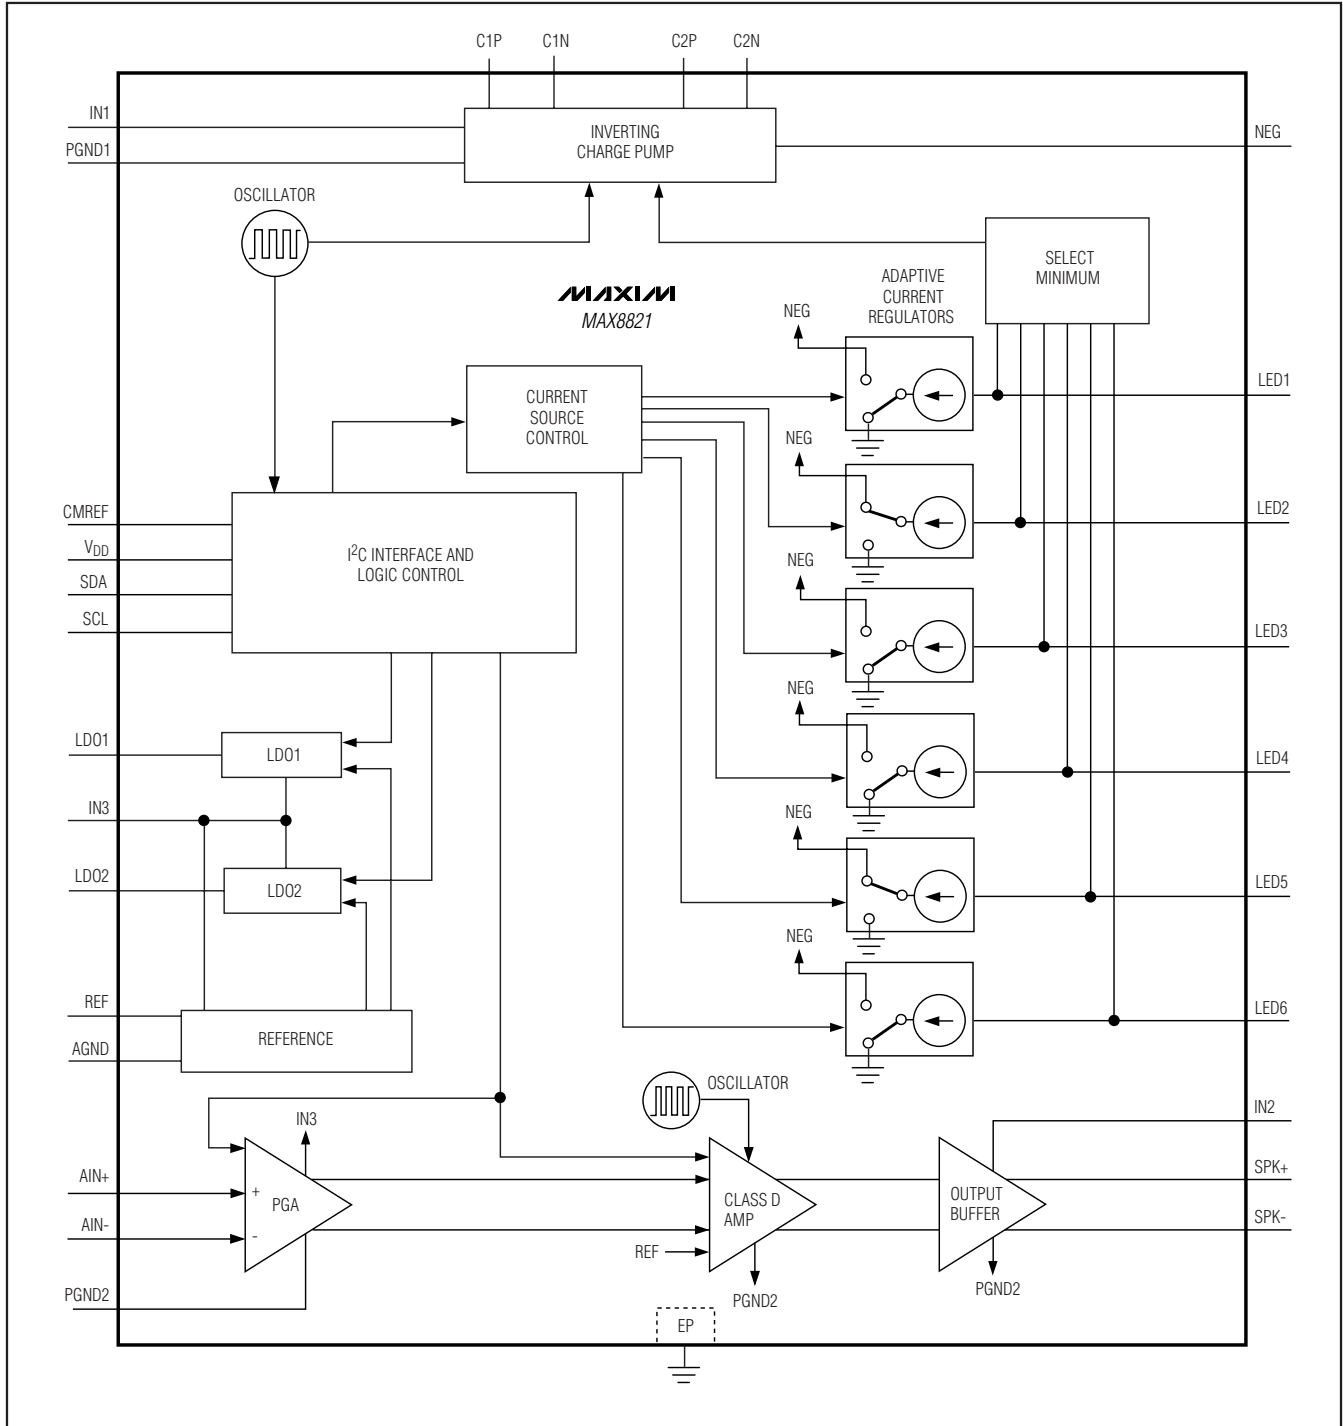 C1P C1N C2P C2N
IN1
PGND1
INVERTING
CHARGE PUMP
NEG
OSCILLATOR
SELECT
MINIMUM
MAXIM
MAX8821
ADAPTIVE
CURRENT
REGULATORS
NEG
LED1
CURRENT
SOURCE
CONTROL
NEG
LED2
CMREF
VDD
SDA
SCL
I2C INTERFACE AND
LOGIC CONTROL
NEG
LED3
NEG
LED4
LDO1
LDO1
IN3
LDO2
LDO2
NEG
LED5
NEG
LED6
REF
AGND
REFERENCE
OSCILLATOR
IN2
IN3
AIN+
AIN-
+
PGA
-
PGND2
CLASS D
AMP
REF
PGND2
OUTPUT
BUFFER
PGND2
SPK+
SPK-
EP